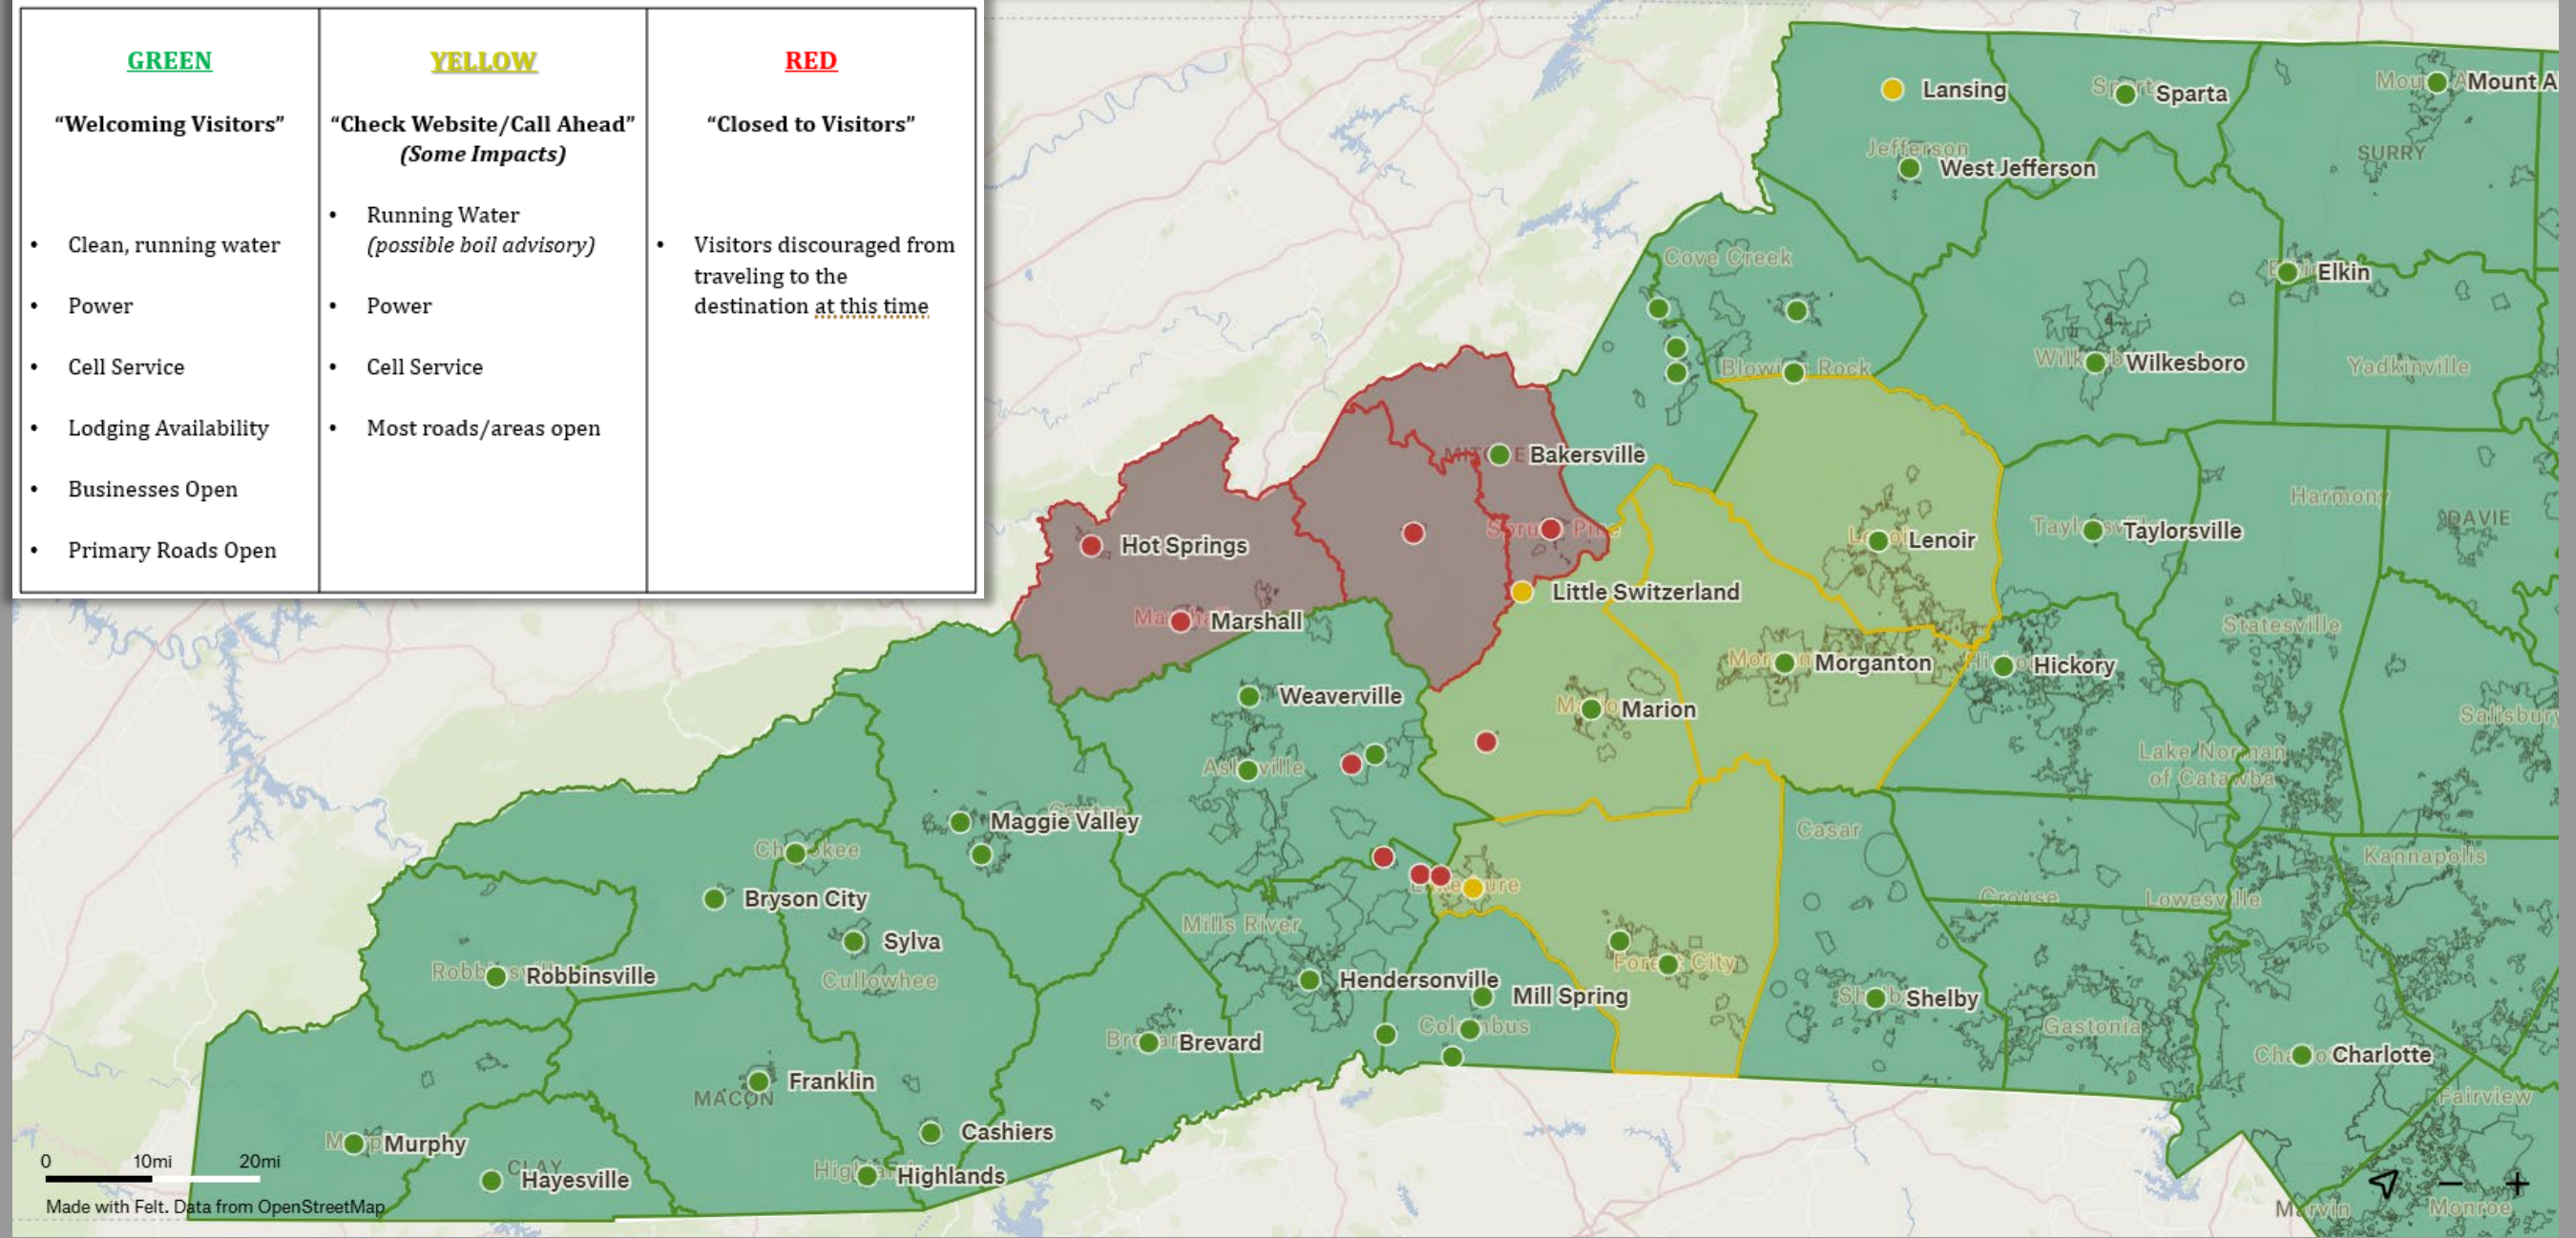 GREEN
"Welcoming Visitors"
• Clean, running water
• Power
• Cell Service
• Lodging Availability
• Businesses Open
• Primary Roads Open
YELLOW
"Check Website/Call Ahead"
(Some Impacts)
• Running Water
(possible boil advisory)
• Power
• Cell Service
• Most roads/areas open
RED
"Closed to Visitors"
• Visitors discouraged from
traveling to the
destination at this time
Lansing
Sparta
Mount A
SURRY
Jefferson
West Jefferson
Cove Creek
Elkin
Blowing Rock
Wilkesboro
Yadkinville
Bakersville
Harmony
DAVIE
Hot Springs
Spruce Pine
Lenoir
Taylorsville
Little Switzerland
Marshall
Statesville
Morganton
Hickory
Weaverville
Marion
Salisbury
Lake Norman
of Catawba
Asheville
Maggie Valley
Casar
Kannapolis
Cherokee
Bryson City
Crouse
Lowesville
Mills River
Sylva
Robbinsville
Cullowhee
Hendersonville
Mill Spring
Forest City
Shelby
Columbus
Gastonia
Brevard
Charlotte
Franklin
MACON
Fairview
Cashiers
Murphy
CLAY
Hayesville
Highlands
Marvin
Monroe
0 10mi 20mi
Made with Felt. Data from OpenStreetMap